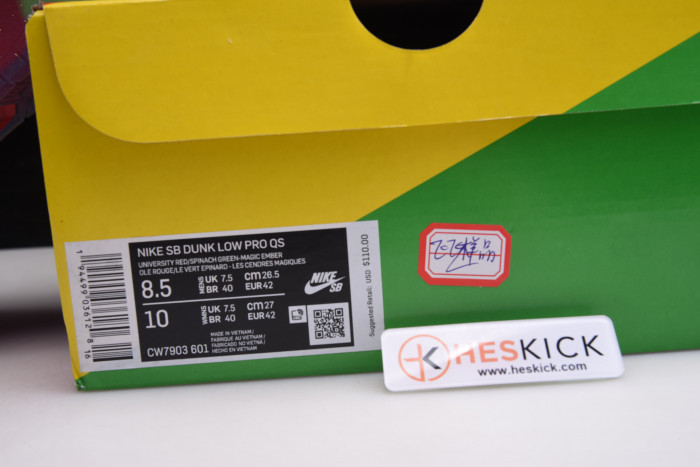 NIKE SB DUNK LOW PRO QS
UNIVERSITY RED/SPINACH GREEN-MAGIC EMBER
OLE ROUGE/LE VERT EPINARD - LES CENDRES MAGIQUES
8.5 MENS UK 7.5 CM 26.5
BR 40 EUR 42
10 WMNS UK 7.5 CM 27
BR 40 EUR 42
NIKE SB
MADE IN VIETNAM /
FABRIQUÉ AU VIETNAM /
FABRICADO NO VIETNA /
HECHO EN VIETNAM
CW7903 601
Suggested Retail: USD $110.00
HESKICK
www.heskick.com